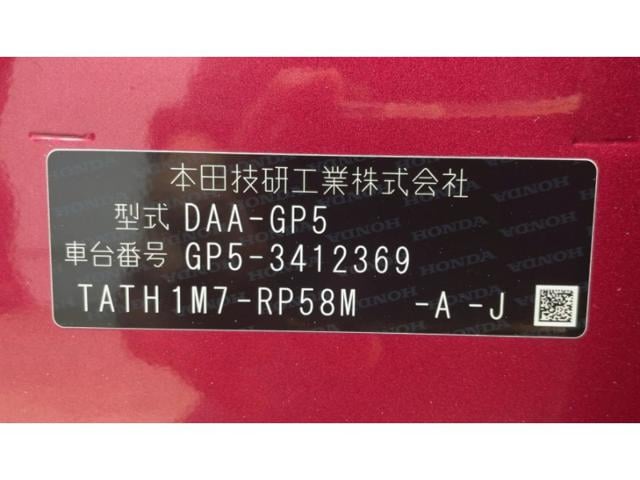 本田技研工業株式会社
型式 DAA-GP5
車台番号 GP5-3412369
TATH1M7-RP58M -A-J